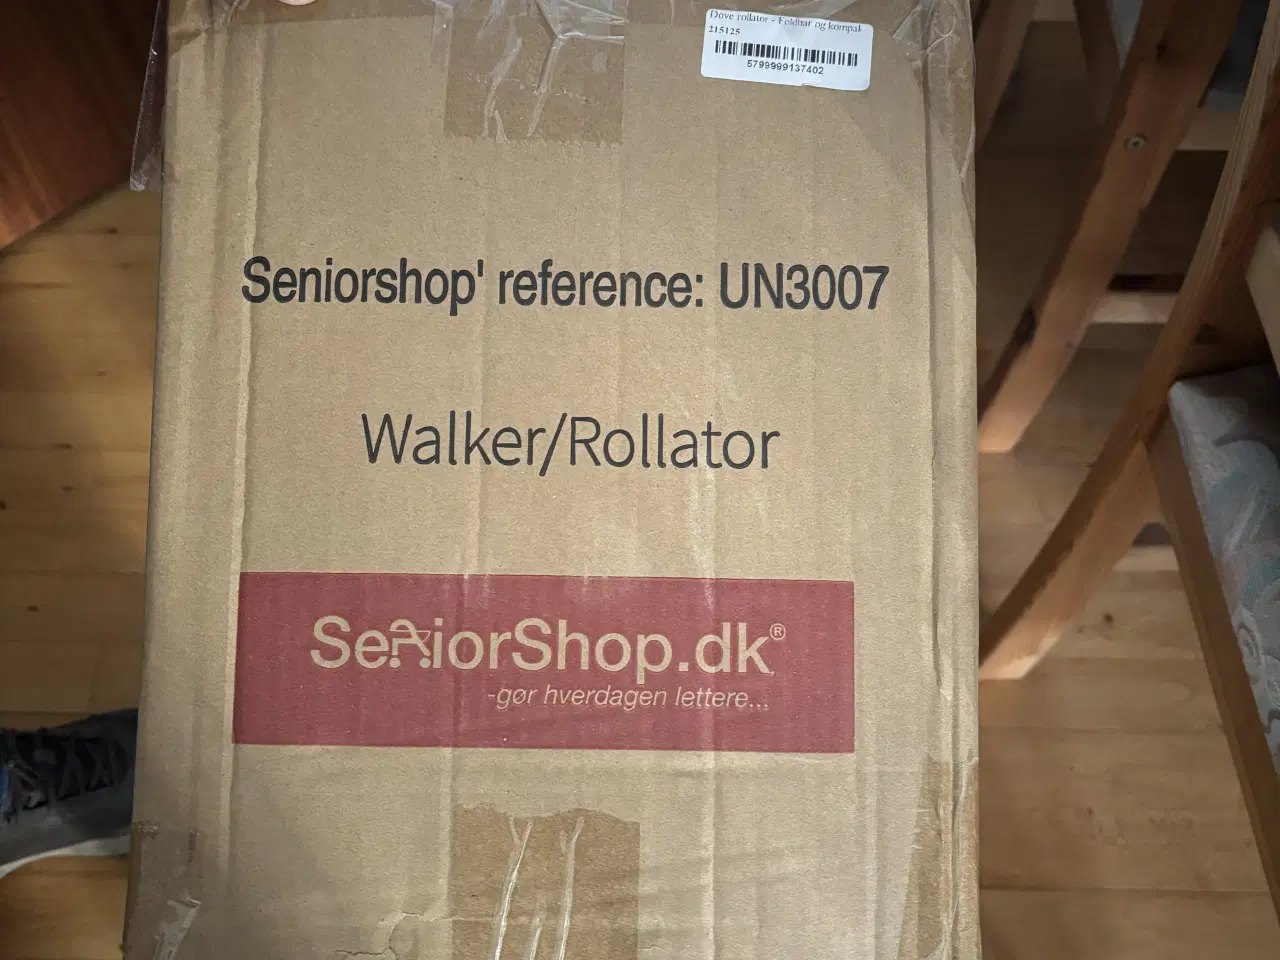 Dove rollator - Foldbar og kompak
215125
5799999137402
Seniorshop' reference: UN3007
Walker/Rollator
SeniorShop.dk®
-gør hverdagen lettere...